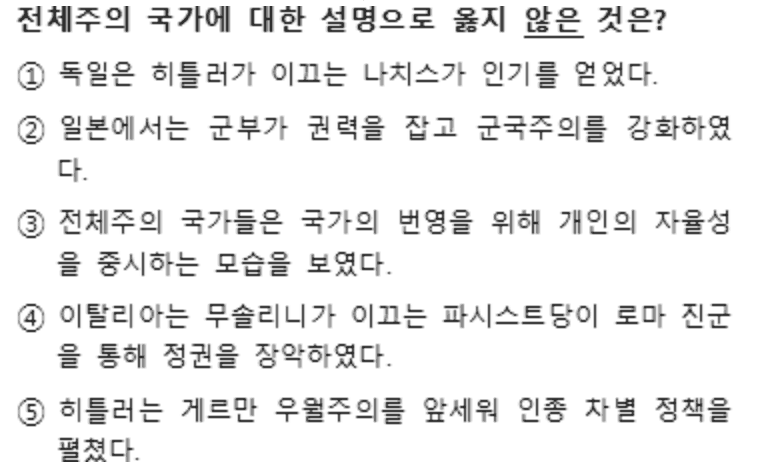 전체주의 국가에 대한 설명으로 옳지 않은 것은?
① 독일은 히틀러가 이끄는 나치스가 인기를 얻었다.
② 일본에서는 군부가 권력을 잡고 군국주의를 강화하였
다.
③ 전체주의 국가들은 국가의 번영을 위해 개인의 자율성
을 중시하는 모습을 보였다.
④ 이탈리아는 무솔리니가 이끄는 파시스트당이 로마 진군
을 통해 정권을 장악하였다.
⑤ 히틀러는 게르만 우월주의를 앞세워 인종 차별 정책을
펼쳤다.